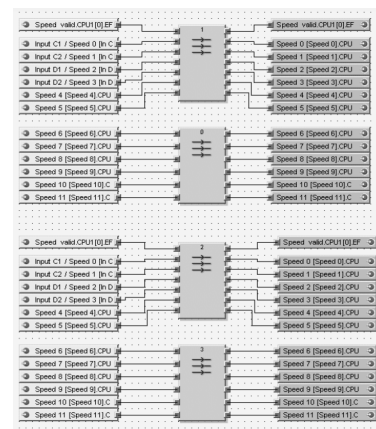 Speed valid.CPU1 [0].EF 1 Speed valid.CPU1 [0].EF
Input C1 / Speed 0 [In C Speed 0 [Speed 0].CPU
Input C2 / Speed 1 [In C Speed 1 [Speed 1].CPU
Input D1 / Speed 2 [In D Speed 2 [Speed 2].CPU
Input D2 / Speed 3 [In D Speed 3 [Speed 3].CPU
Speed 4 [Speed 4].CPU Speed 4 [Speed 4].CPU
Speed 5 [Speed 5].CPU Speed 5 [Speed 5].CPU
Speed 6 [Speed 6].CPU 0 Speed 6 [Speed 6].CPU
Speed 7 [Speed 7].CPU Speed 7 [Speed 7].CPU
Speed 8 [Speed 8].CPU Speed 8 [Speed 8].CPU
Speed 9 [Speed 9].CPU Speed 9 [Speed 9].CPU
Speed 10 [Speed 10].C Speed 10 [Speed 10].C
Speed 11 [Speed 11].C Speed 11 [Speed 11].C
Speed valid.CPU1 [0].EF 2 Speed valid.CPU1 [0].EF
Input C1 / Speed 0 [In C Speed 0 [Speed 0].CPU
Input C2 / Speed 1 [In C Speed 1 [Speed 1].CPU
Input D1 / Speed 2 [In D Speed 2 [Speed 2].CPU
Input D2 / Speed 3 [In D Speed 3 [Speed 3].CPU
Speed 4 [Speed 4].CPU Speed 4 [Speed 4].CPU
Speed 5 [Speed 5].CPU Speed 5 [Speed 5].CPU
Speed 6 [Speed 6].CPU 3 Speed 6 [Speed 6].CPU
Speed 7 [Speed 7].CPU Speed 7 [Speed 7].CPU
Speed 8 [Speed 8].CPU Speed 8 [Speed 8].CPU
Speed 9 [Speed 9].CPU Speed 9 [Speed 9].CPU
Speed 10 [Speed 10].C Speed 10 [Speed 10].C
Speed 11 [Speed 11].C Speed 11 [Speed 11].C